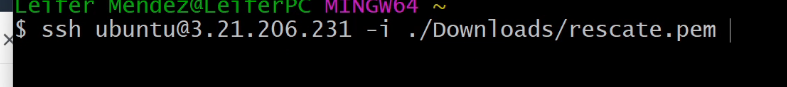 Leifer Mendez@LeiferPC MINGW64 ~
$ ssh ubuntu@3.21.206.231 -i ./Downloads/rescate.pem